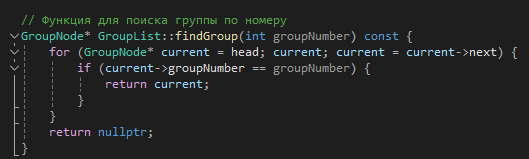 // Функция для поиска группы по номеру
GroupNode* GroupList::findGroup(int groupNumber) const {
    for (GroupNode* current = head; current; current = current->next) {
        if (current->groupNumber == groupNumber) {
            return current;
        }
    }
    return nullptr;
}